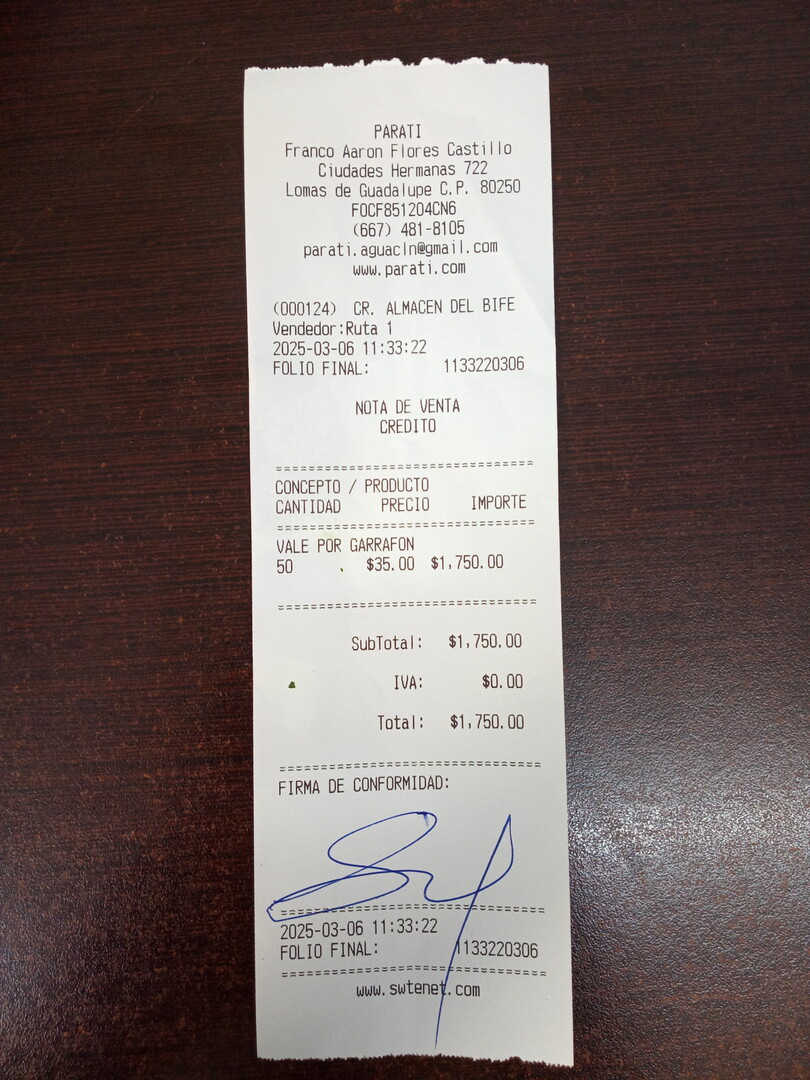 PARATI
Franco Aaron Flores Castillo
Ciudades Hermanas 722
Lomas de Guadalupe C.P. 80250
FOCF851204CN6
(667) 481-8105
parati.aguacln@gmail.com
www.parati.com
(000124) CR. ALMACEN DEL BIFE
Vendedor:Ruta 1
2025-03-06 11:33:22
FOLIO FINAL: 1133220306
NOTA DE VENTA
CREDITO
CONCEPTO / PRODUCTO
CANTIDAD PRECIO IMPORTE
VALE POR GARRAFON
50 $35.00 $1,750.00
SubTotal: $1,750.00
IVA: $0.00
Total: $1,750.00
FIRMA DE CONFORMIDAD:
2025-03-06 11:33:22
FOLIO FINAL: 1133220306
www.swtenet.com